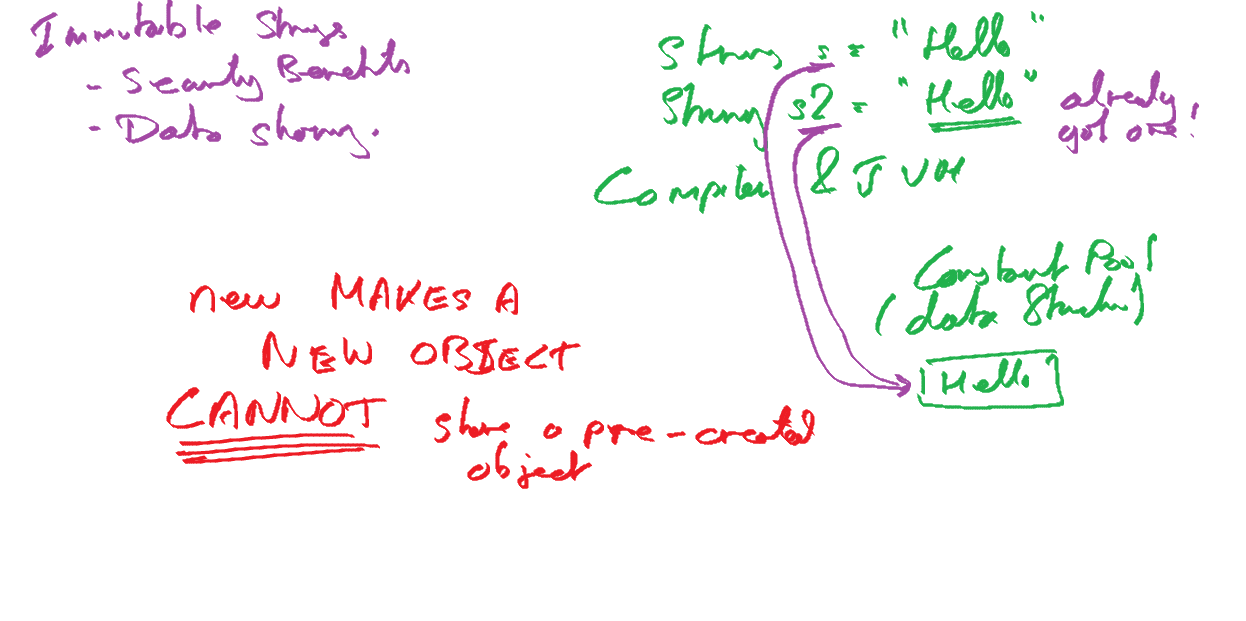 Immutable Strings
- Security Benefits
- Data sharing.
String s = "Hello"
String s2 = "Hello" already
got one!
Compiler & JVM
Constant Pool
(data structure)
Hello
new MAKES A
NEW OBJECT
CANNOT share a pre-created
object